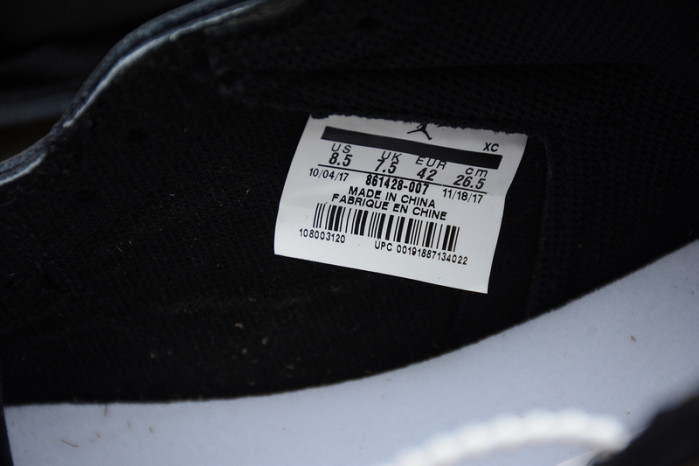 XC
US UK EUR cm
8.5 7.5 42 26.5
10/04/17 861428-007 11/18/17
MADE IN CHINA
FABRIQUE EN CHINE
108003120 UPC 00191887134022